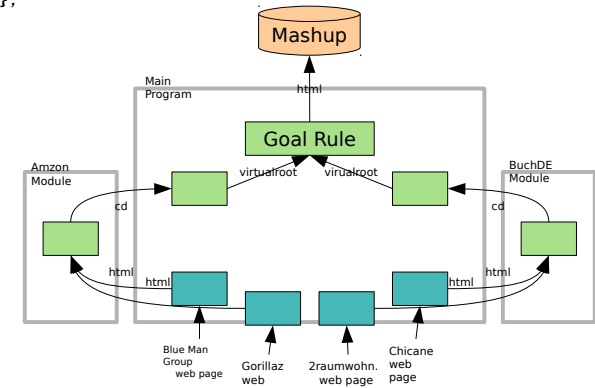 },
Mashup
html
Main
Program
Goal Rule
Amzon
Module
BuchDE
Module
virtualroot
virualroot
cd
cd
html
html
html
html
Blue Man
Group
web page
Gorillaz
web
2raumwohn.
web page
Chicane
web
page